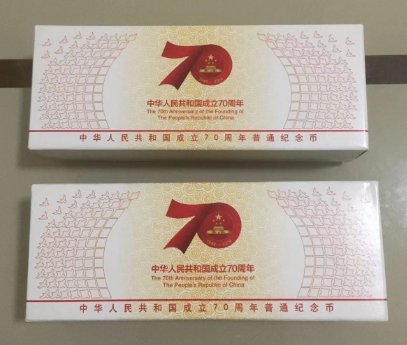 70
中华人民共和国成立70周年
The 70th Anniversary of the Founding of
The People's Republic of China
中华人民共和国成立70周年普通纪念币
70
1949-2019
中华人民共和国成立70周年
The 70th Anniversary of the Founding of
The People's Republic of China
中华人民共和国成立70周年普通纪念币